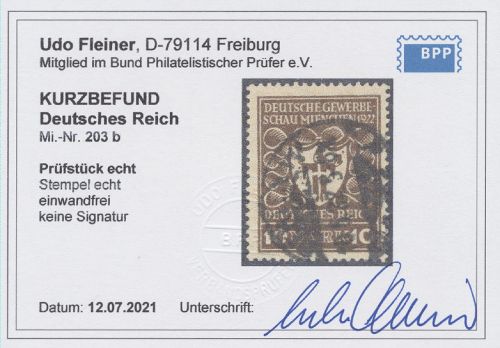 Udo Fleiner, D-79114 Freiburg
Mitglied im Bund Philatelistischer Prüfer e.V.
BPP
KURZBEFUND
Deutsches Reich
Mi.-Nr. 203 b
Prüfstück echt
Stempel echt
einwandfrei
keine Signatur
DEUTSCHE GEWERBE-
SCHAU MUENCHEN 1922
DEUTSCHES REICH
Datum: 12.07.2021
Unterschrift: